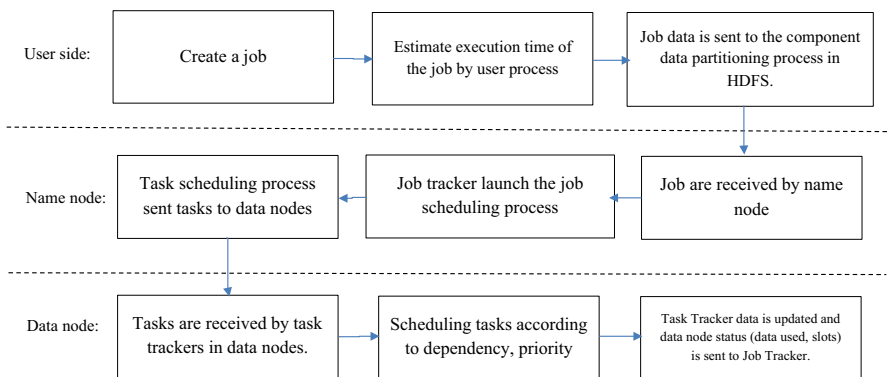 User side:
Create a job
Estimate execution time of
the job by user process
Job data is sent to the component
data partitioning process in
HDFS.
Name node:
Task scheduling process
sent tasks to data nodes
Job tracker launch the job
scheduling process
Job are received by name
node
Data node:
Tasks are received by task
trackers in data nodes.
Scheduling tasks according
to dependency, priority
Task Tracker data is updated and
data node status (data used, slots)
is sent to Job Tracker.